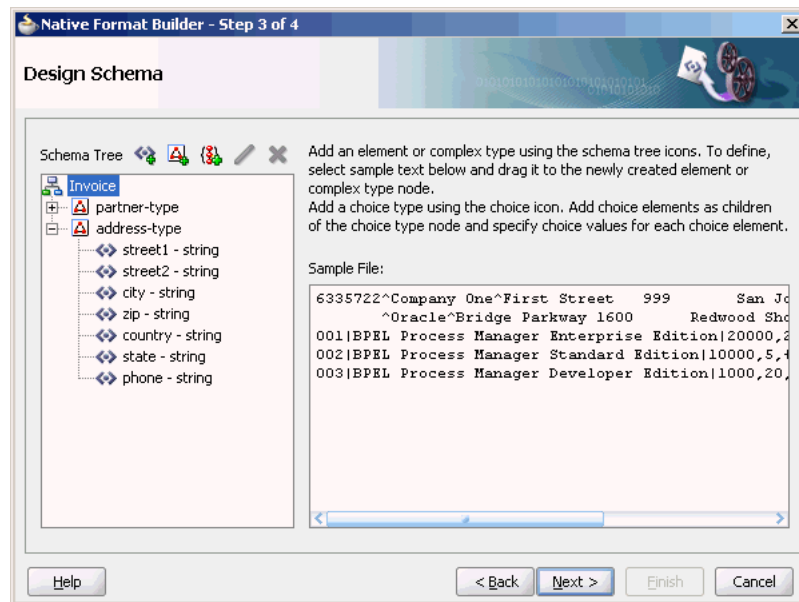 Native Format Builder - Step 3 of 4
Design Schema
0101010101010101010101010101
01010101010
Schema Tree
Invoice
partner-type
address-type
street1 - string
street2 - string
city - string
zip - string
country - string
state - string
phone - string
Add an element or complex type using the schema tree icons. To define,
select sample text below and drag it to the newly created element or
complex type node.
Add a choice type using the choice icon. Add choice elements as children
of the choice type node and specify choice values for each choice element.
Sample File:
6335722^Company One^First Street 999 San Jo
^Oracle^Bridge Parkway 1600 Redwood Sho
001|BPEL Process Manager Enterprise Edition|20000,2
002|BPEL Process Manager Standard Edition|10000,5,+
003|BPEL Process Manager Developer Edition|1000,20,
Help
< Back
Next >
Finish
Cancel